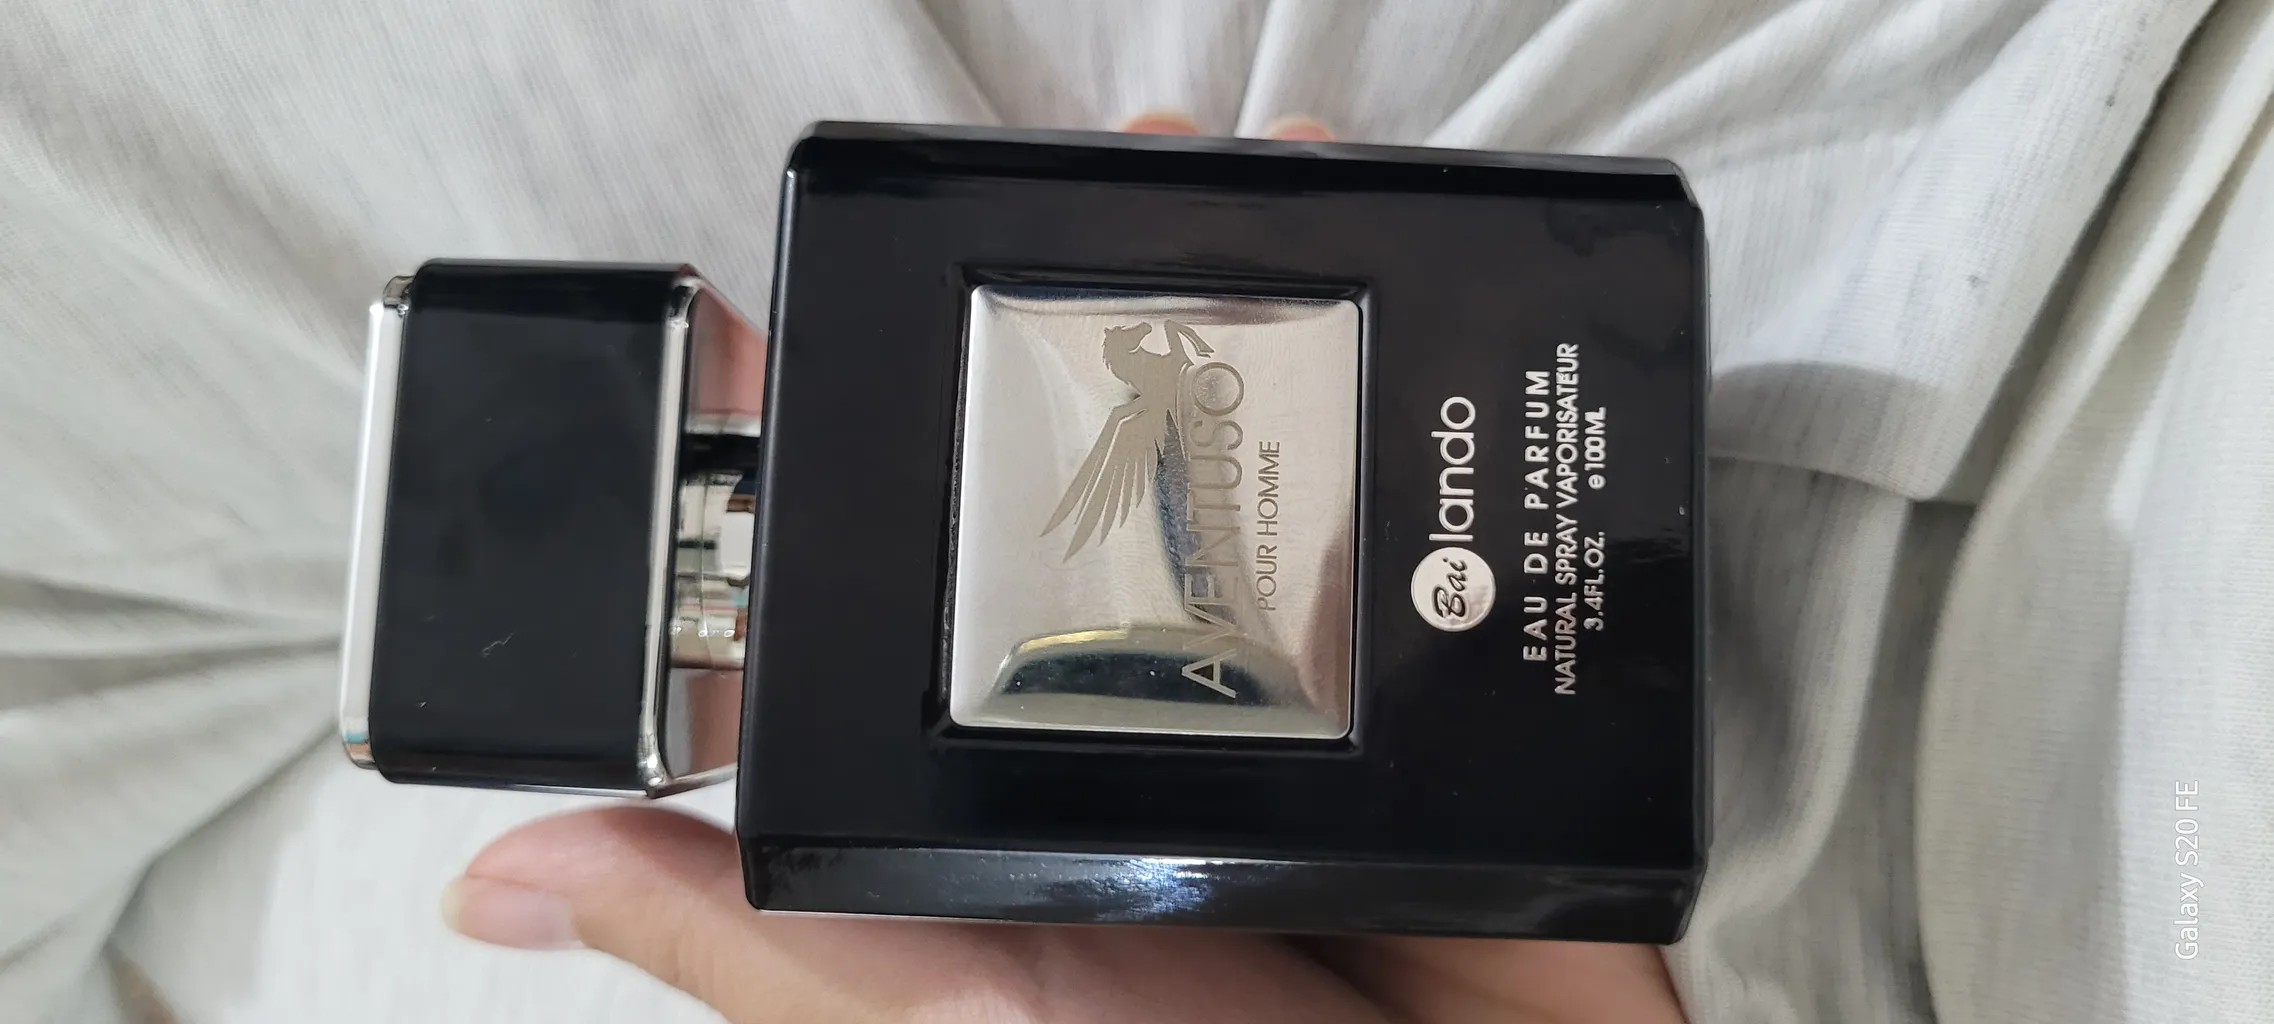 AVENTUSO
POUR HOMME
Bai lando
EAU DE PARFUM
NATURAL SPRAY VAPORISATEUR
3.4FL.OZ. e100ML
Galaxy S20 FE